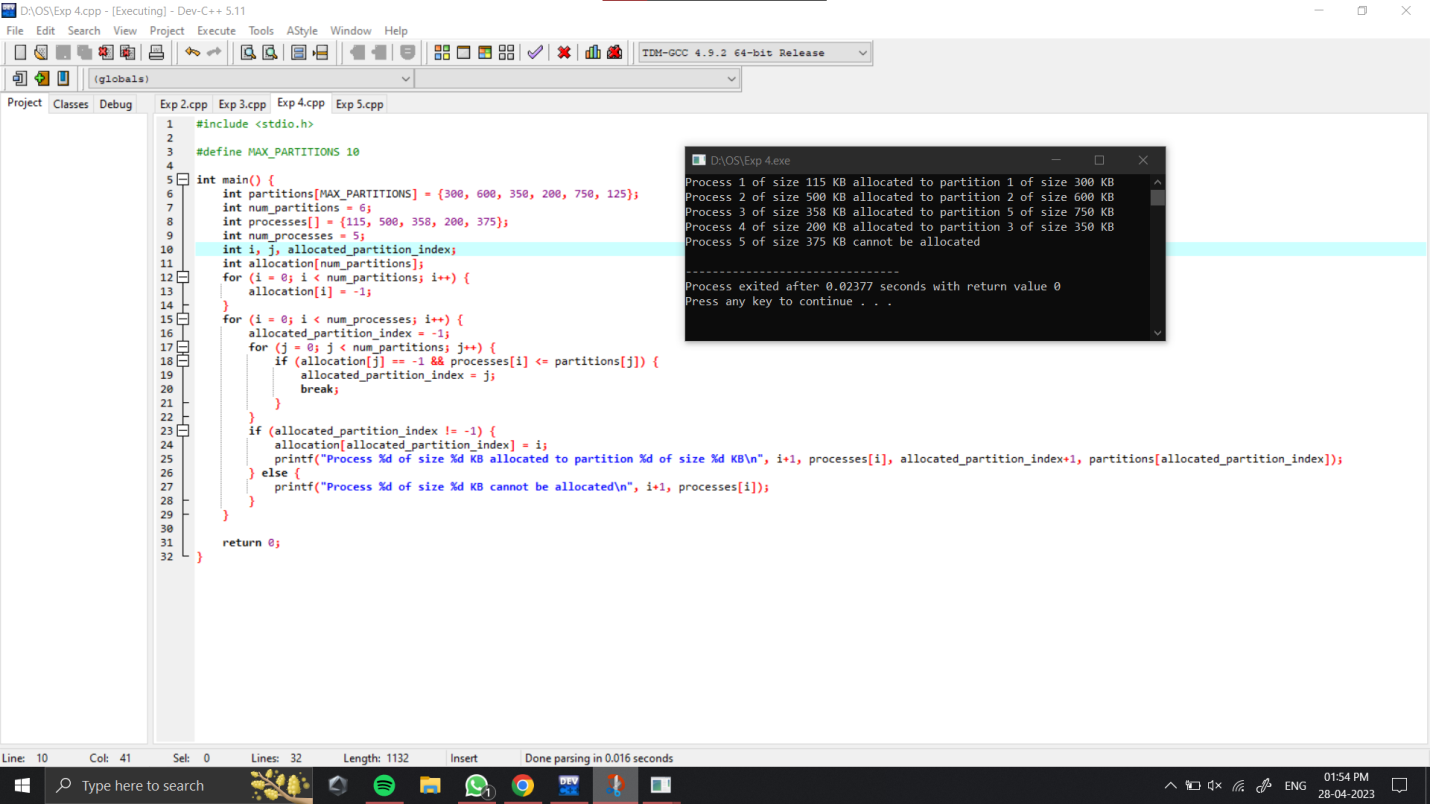 D:\OS\Exp 4.cpp - [Executing] - Dev-C++ 5.11
File Edit Search View Project Execute Tools AStyle Window Help
TDM-GCC 4.9.2 64-bit Release
(globals)
Project Classes Debug
Exp 2.cpp Exp 3.cpp Exp 4.cpp Exp 5.cpp
1 #include <stdio.h>
2
3 #define MAX_PARTITIONS 10
4
5 int main() {
6 int partitions[MAX_PARTITIONS] = {300, 600, 350, 200, 750, 125};
7 int num_partitions = 6;
8 int processes[] = {115, 500, 358, 200, 375};
9 int num_processes = 5;
10 int i, j, allocated_partition_index;
11 int allocation[num_partitions];
12 for (i = 0; i < num_partitions; i++) {
13 allocation[i] = -1;
14 }
15 for (i = 0; i < num_processes; i++) {
16 allocated_partition_index = -1;
17 for (j = 0; j < num_partitions; j++) {
18 if (allocation[j] == -1 && processes[i] <= partitions[j]) {
19 allocated_partition_index = j;
20 break;
21 }
22 }
23 if (allocated_partition_index != -1) {
24 allocation[allocated_partition_index] = i;
25 printf("Process %d of size %d KB allocated to partition %d of size %d KB\n", i+1, processes[i], allocated_partition_index+1, partitions[allocated_partition_index]);
26 } else {
27 printf("Process %d of size %d KB cannot be allocated\n", i+1, processes[i]);
28 }
29 }
30
31 return 0;
32 }
D:\OS\Exp 4.exe
Process 1 of size 115 KB allocated to partition 1 of size 300 KB
Process 2 of size 500 KB allocated to partition 2 of size 600 KB
Process 3 of size 358 KB allocated to partition 5 of size 750 KB
Process 4 of size 200 KB allocated to partition 3 of size 350 KB
Process 5 of size 375 KB cannot be allocated
--------------------------------
Process exited after 0.02377 seconds with return value 0
Press any key to continue . . .
Line: 10 Col: 41 Sel: 0 Lines: 32 Length: 1132 Insert Done parsing in 0.016 seconds
Type here to search
1
DEV
C++
ENG
01:54 PM
28-04-2023